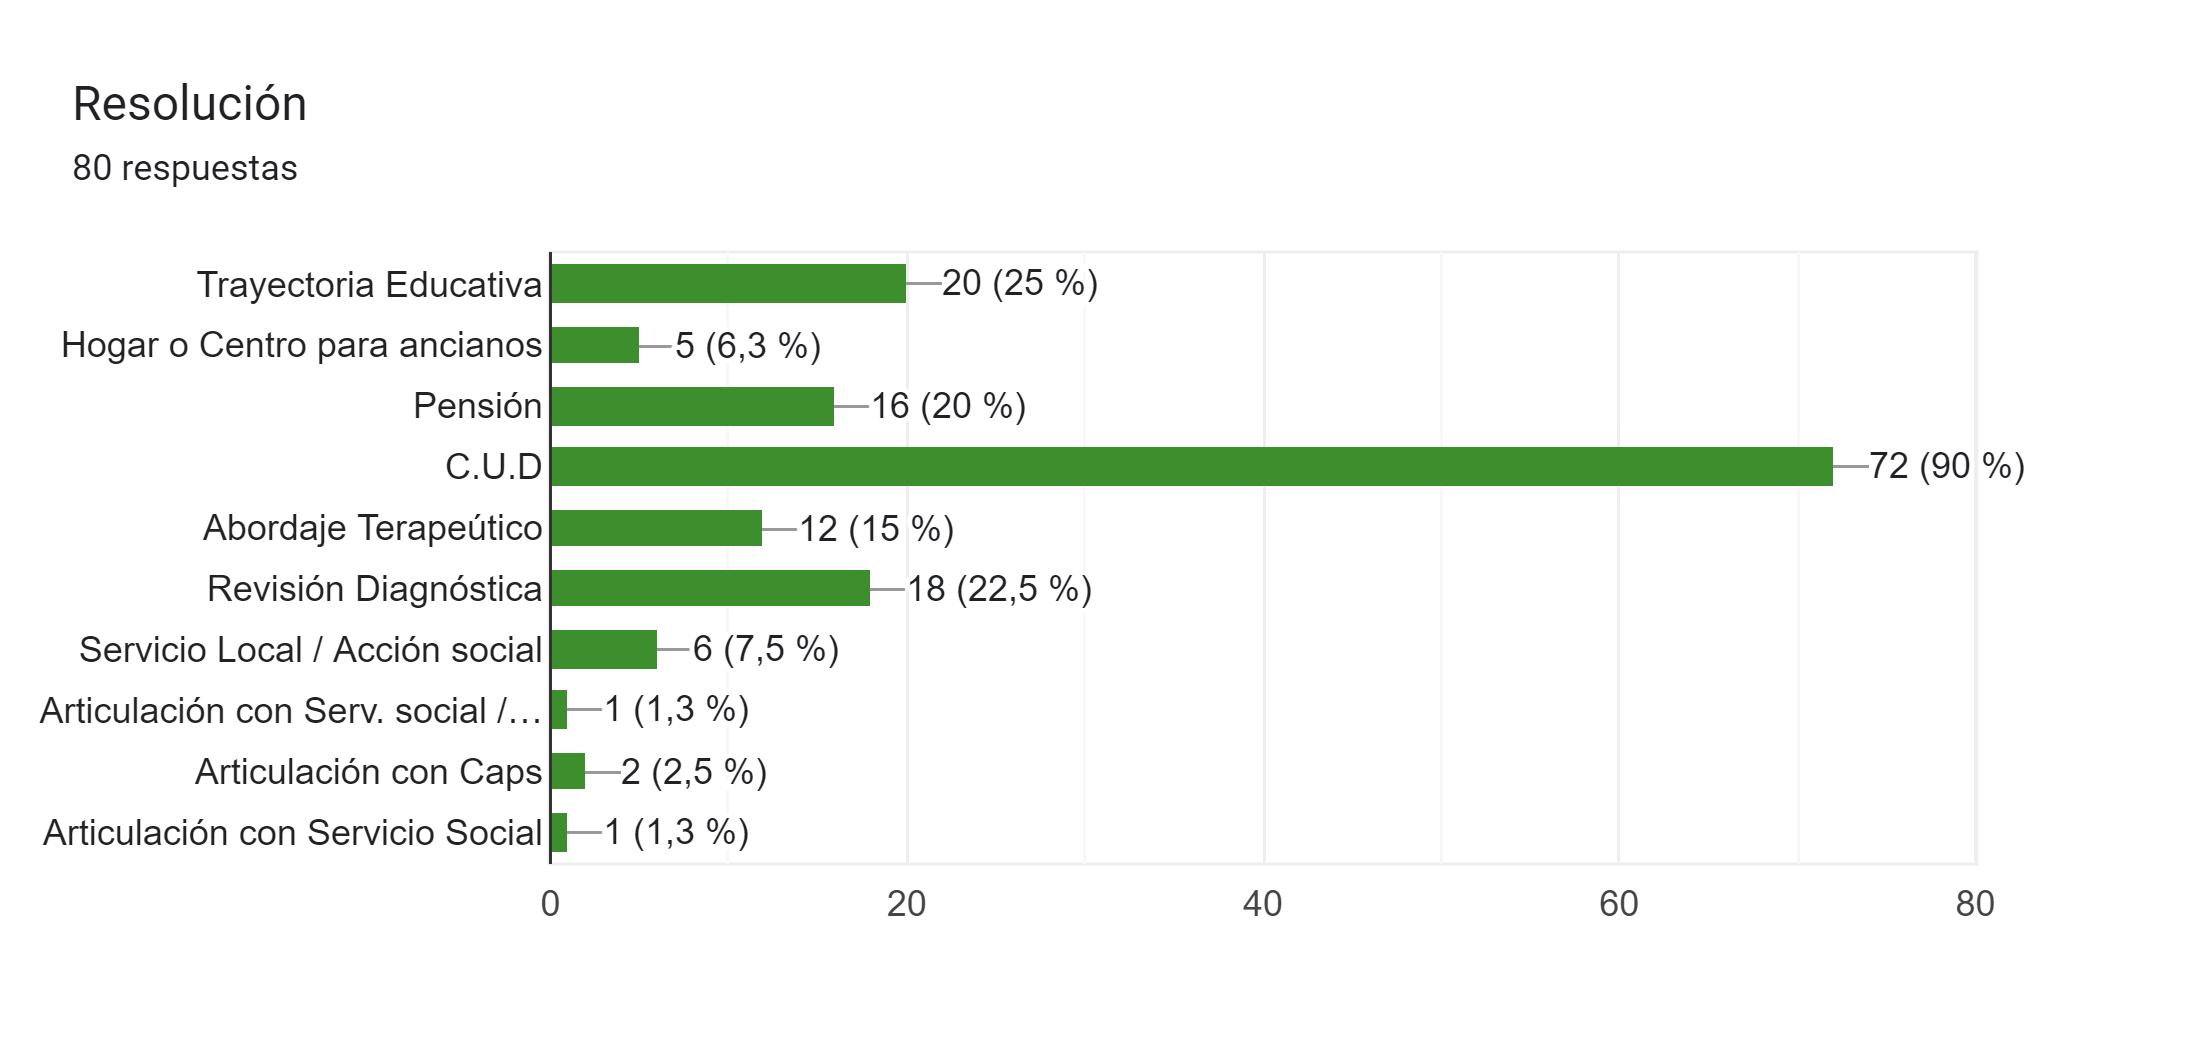 Resolución
80 respuestas
Trayectoria Educativa 20 (25 %)
Hogar o Centro para ancianos 5 (6,3 %)
Pensión 16 (20 %)
C.U.D 72 (90 %)
Abordaje Terapeútico 12 (15 %)
Revisión Diagnóstica 18 (22,5 %)
Servicio Local / Acción social 6 (7,5 %)
Articulación con Serv. social /… 1 (1,3 %)
Articulación con Caps 2 (2,5 %)
Articulación con Servicio Social 1 (1,3 %)
0 20 40 60 80